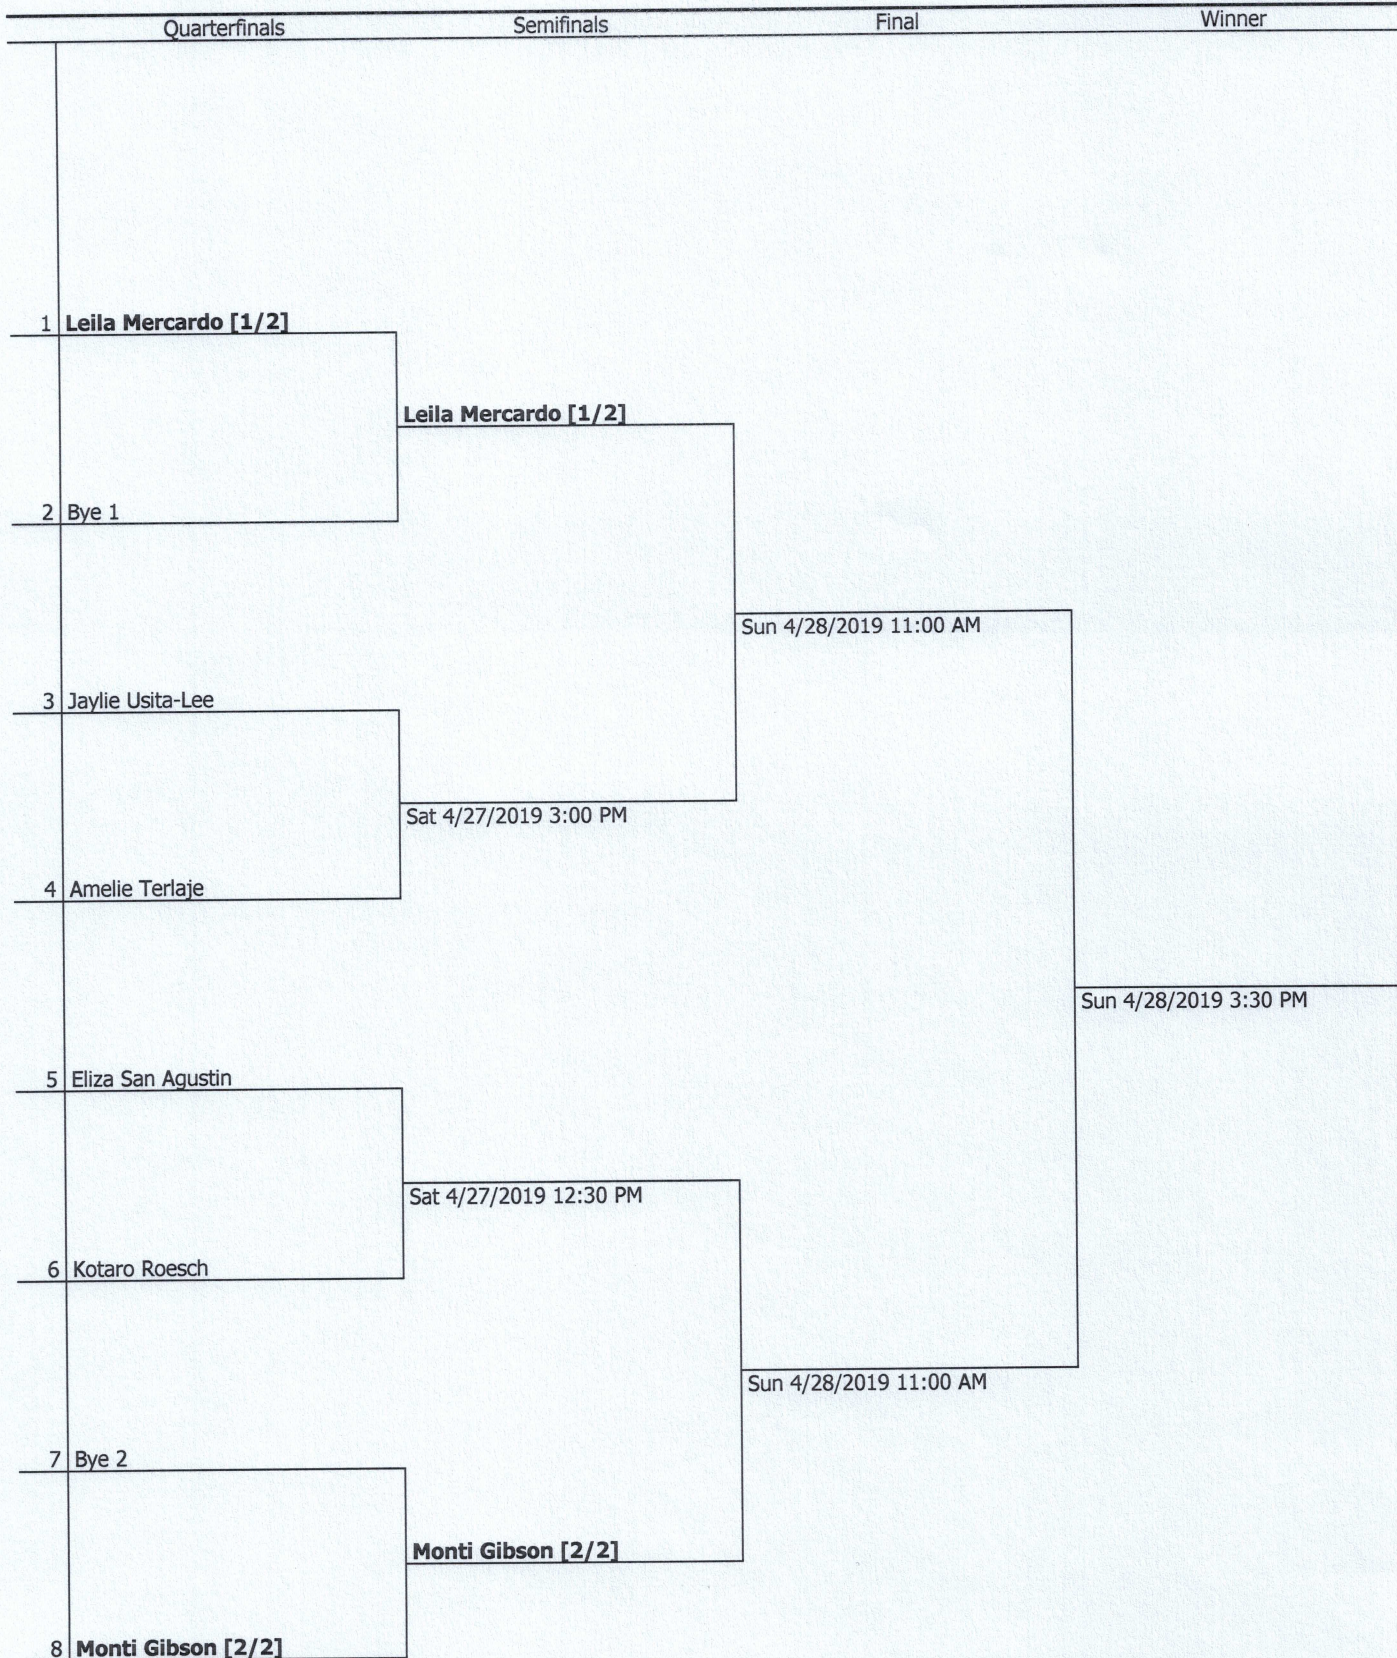 Quarterfinals Semifinals Final Winner
1 Leila Mercardo [1/2]
Leila Mercardo [1/2]
2 Bye 1
Sun 4/28/2019 11:00 AM
3 Jaylie Usita-Lee
Sat 4/27/2019 3:00 PM
4 Amelie Terlaje
Sun 4/28/2019 3:30 PM
5 Eliza San Agustin
Sat 4/27/2019 12:30 PM
6 Kotaro Roesch
Sun 4/28/2019 11:00 AM
7 Bye 2
Monti Gibson [2/2]
8 Monti Gibson [2/2]